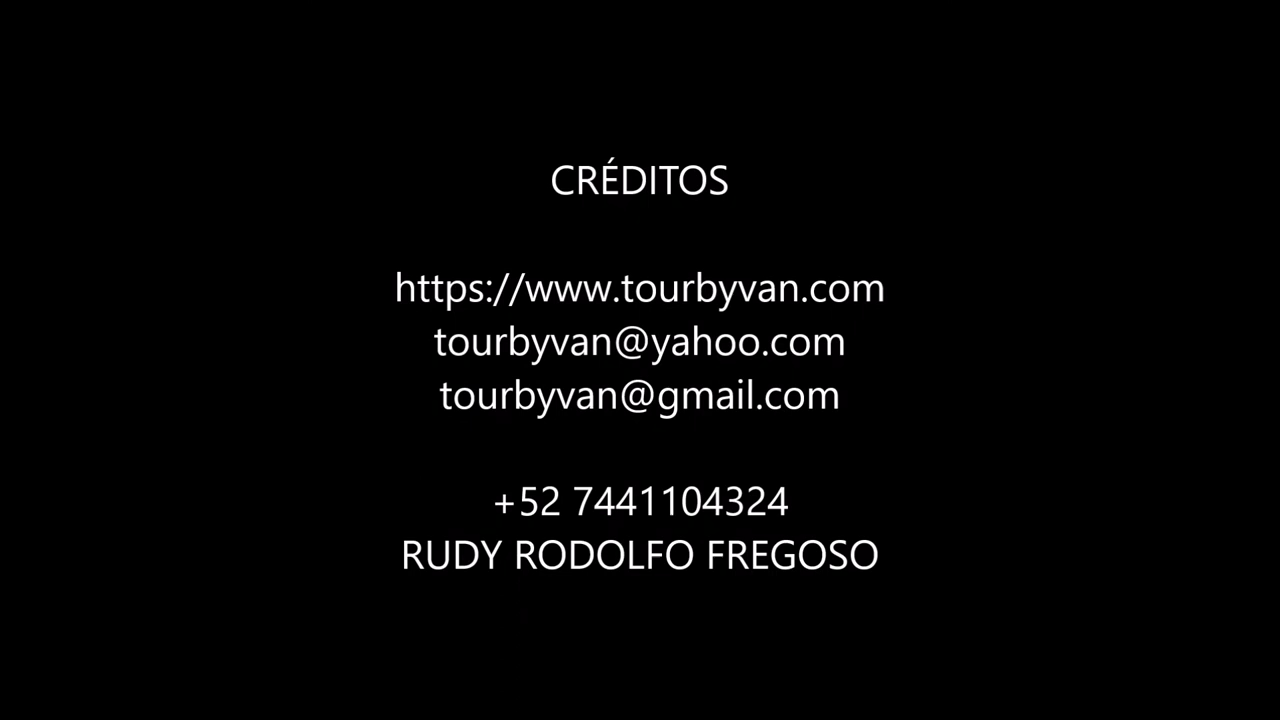 CRÉDITOS
https://www.tourbyvan.com
tourbyvan@yahoo.com
tourbyvan@gmail.com
+52 7441104324
RUDY RODOLFO FREGOSO